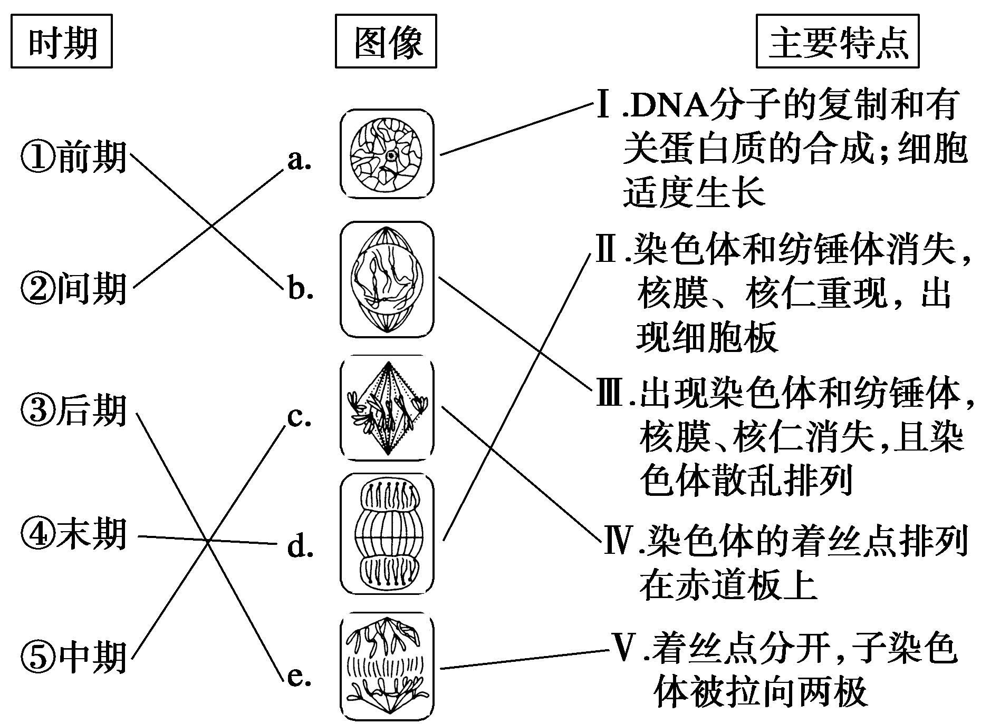 时期
图像
主要特点
①前期
②间期
③后期
④末期
⑤中期
a.
b.
c.
d.
e.
Ⅰ.DNA分子的复制和有
关蛋白质的合成;细胞
适度生长
Ⅱ.染色体和纺锤体消失,
核膜、核仁重现,出
现细胞板
Ⅲ.出现染色体和纺锤体,
核膜、核仁消失,且染
色体散乱排列
Ⅳ.染色体的着丝点排列
在赤道板上
Ⅴ.着丝点分开,子染色
体被拉向两极